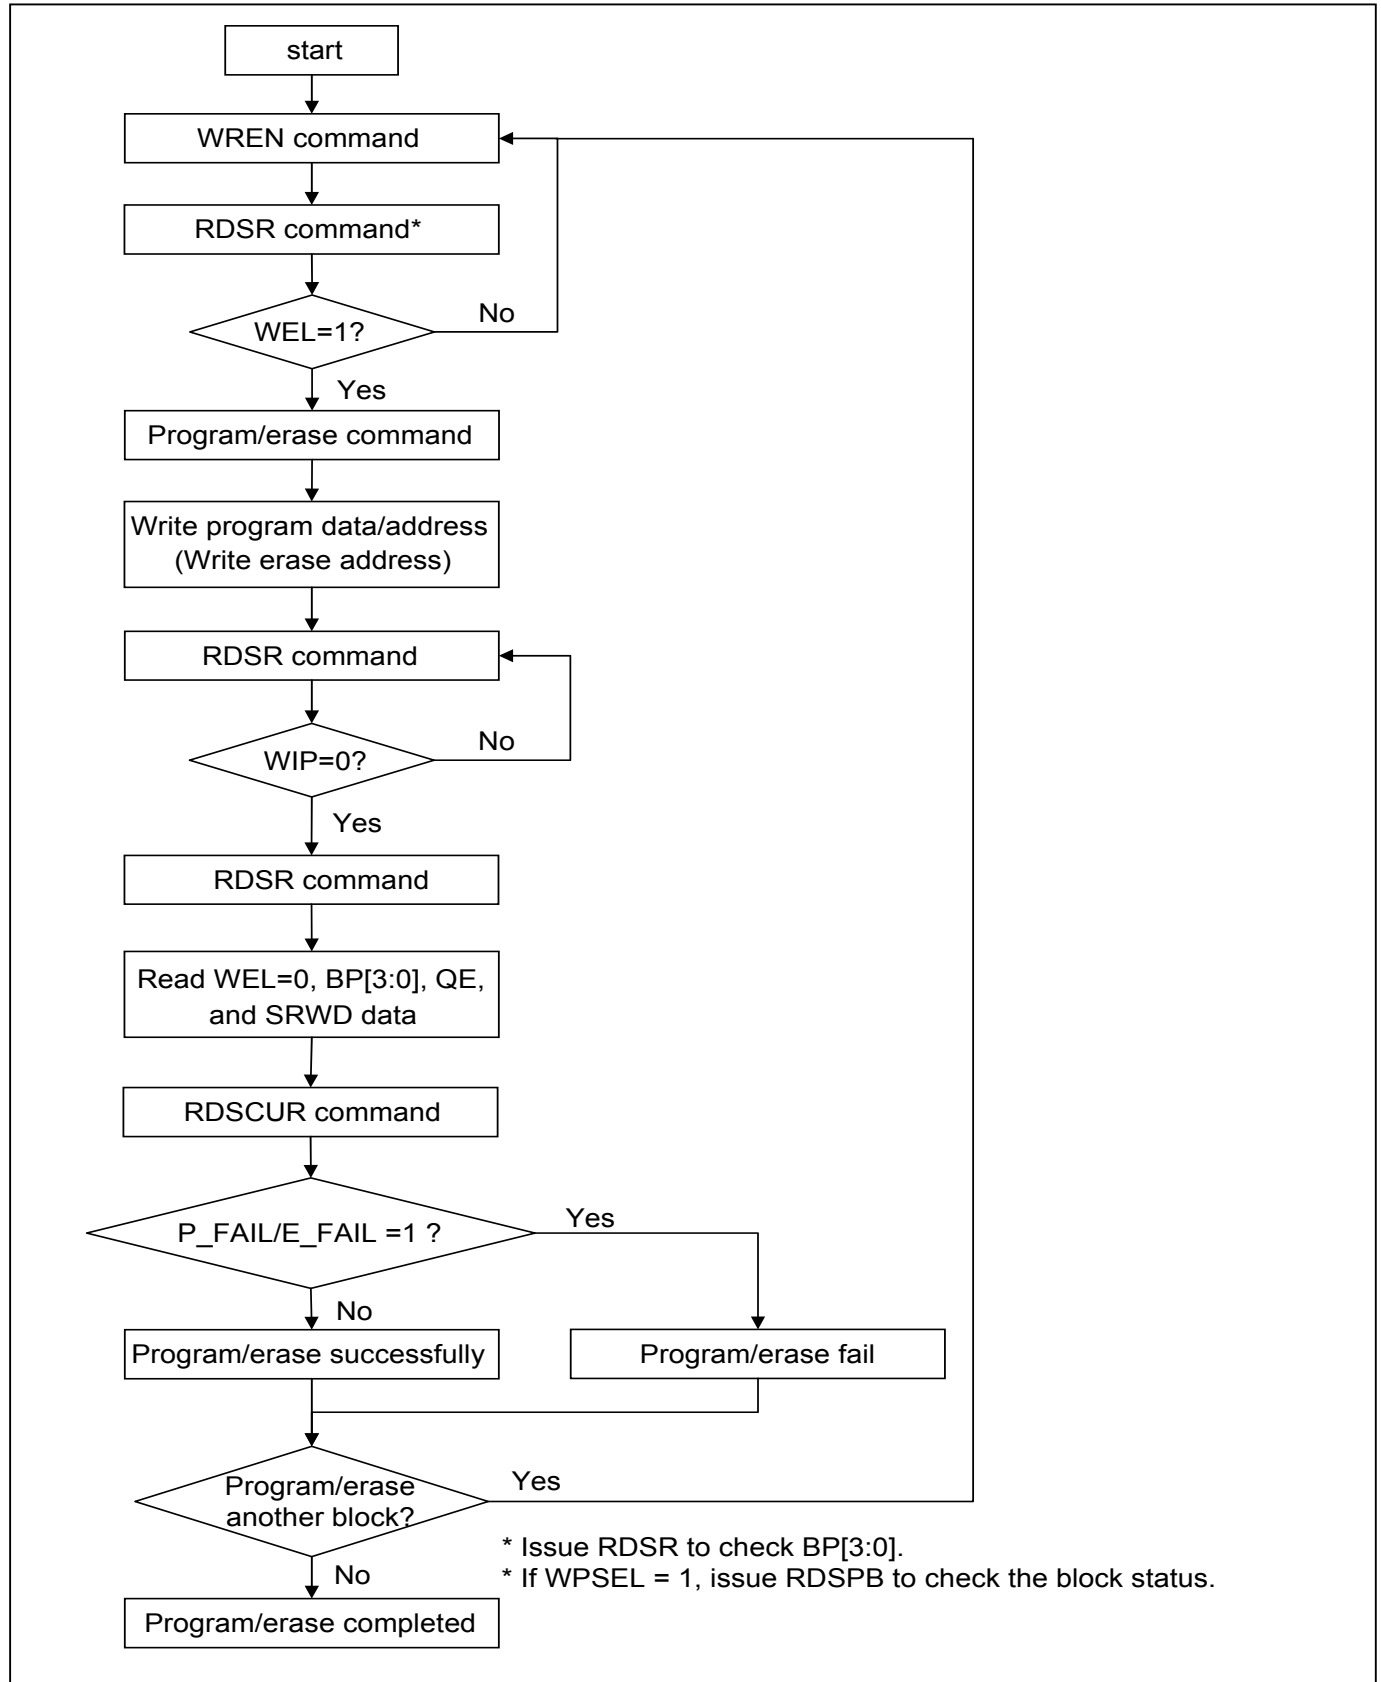 start
WREN command
RDSR command*
WEL=1?
No
Yes
Program/erase command
Write program data/address
(Write erase address)
RDSR command
WIP=0?
No
Yes
RDSR command
Read WEL=0, BP[3:0], QE,
and SRWD data
RDSCUR command
P_FAIL/E_FAIL =1 ?
Yes
No
Program/erase successfully
Program/erase fail
Program/erase
another block?
Yes
* Issue RDSR to check BP[3:0].
* If WPSEL = 1, issue RDSPB to check the block status.
No
Program/erase completed